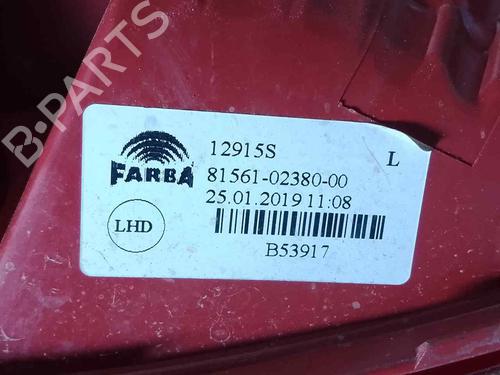 B-PARTS
12915S
L
FARBA
81561-02380-00
25.01.2019 11:08
LHD
B53917